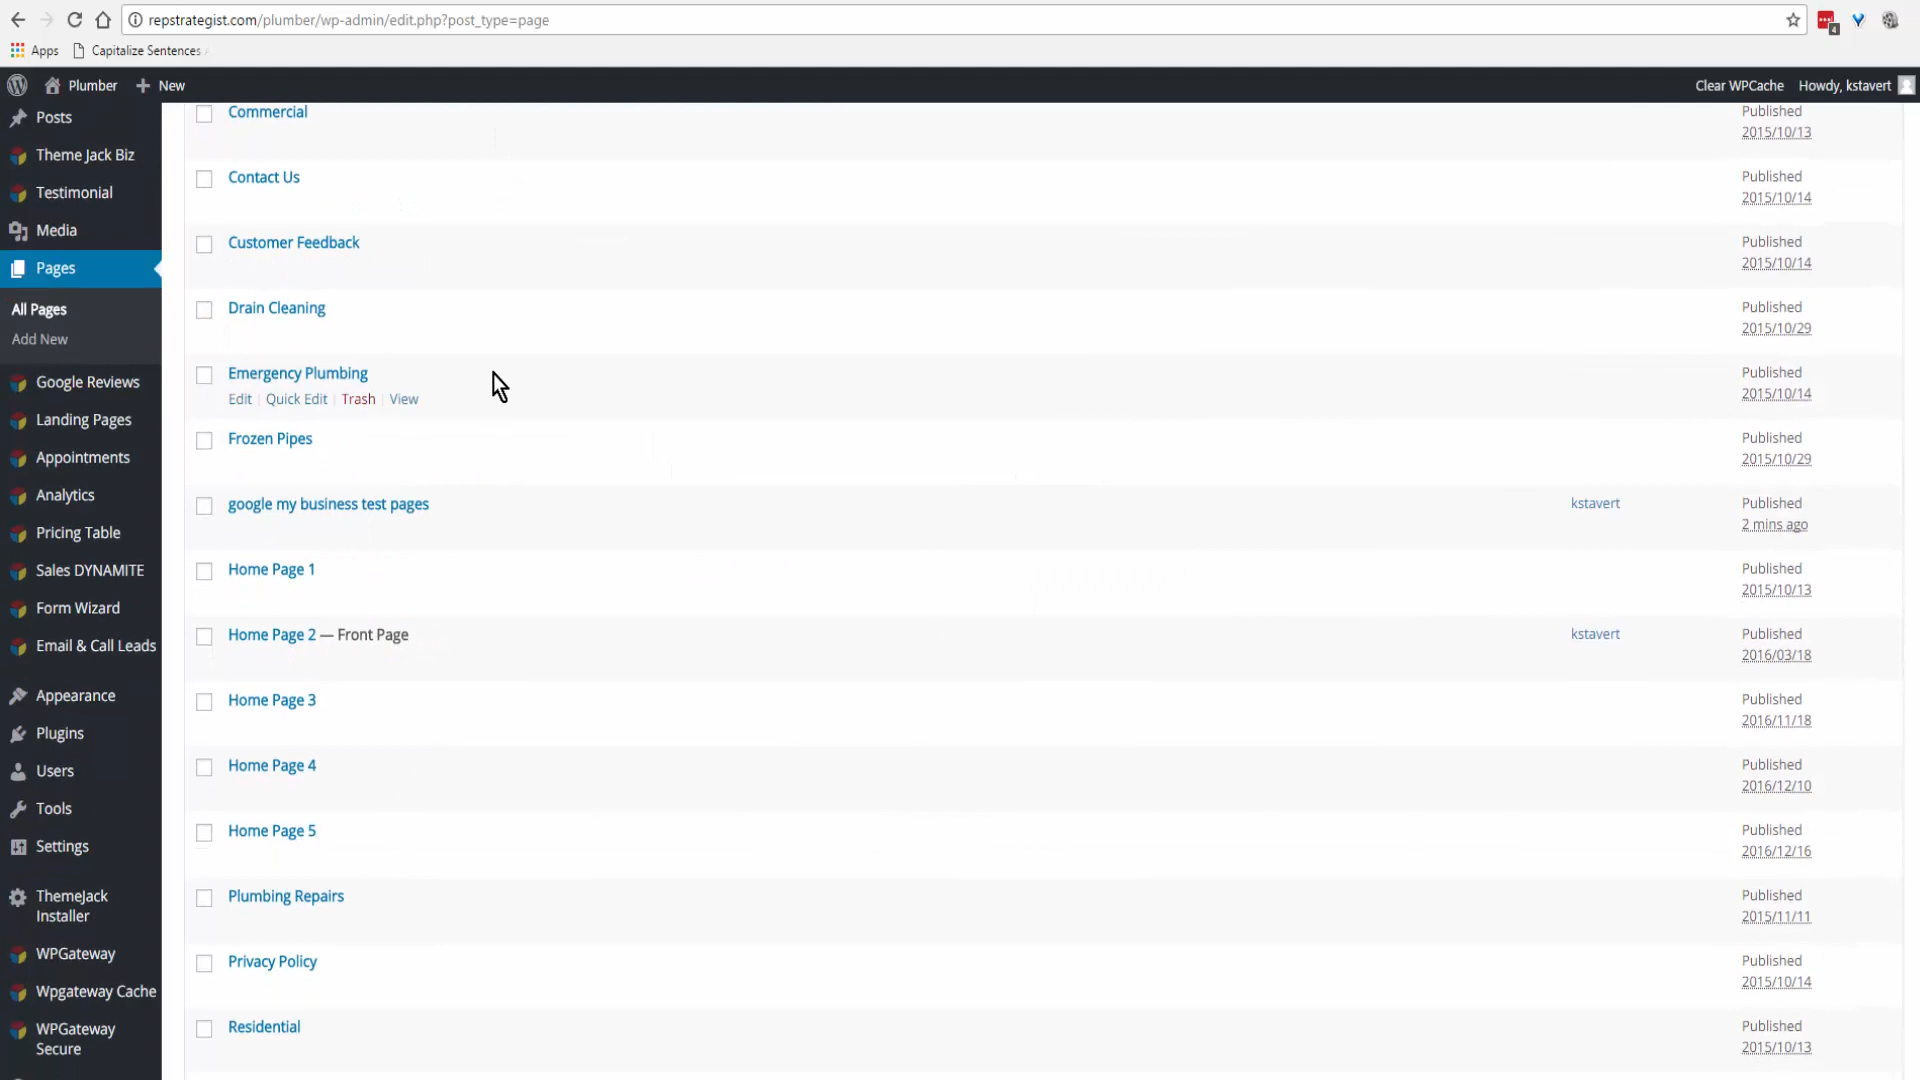 repstrategist.com/plumber/wp-admin/edit.php?post_type=page
4
Apps Capitalize Sentences
Plumber New Clear WPCache Howdy, kstavert
Posts
Theme Jack Biz
Testimonial
Media
Pages
All Pages
Add New
Google Reviews
Landing Pages
Appointments
Analytics
Pricing Table
Sales DYNAMITE
Form Wizard
Email & Call Leads
Appearance
Plugins
Users
Tools
Settings
ThemeJack
Installer
WPGateway
Wpgateway Cache
WPGateway
Secure
Commercial Published
2015/10/13
Contact Us Published
2015/10/14
Customer Feedback Published
2015/10/14
Drain Cleaning Published
2015/10/29
Emergency Plumbing Published
2015/10/14
Edit | Quick Edit | Trash | View
Frozen Pipes Published
2015/10/29
google my business test pages kstavert Published
2 mins ago
Home Page 1 Published
2015/10/13
Home Page 2 — Front Page kstavert Published
2016/03/18
Home Page 3 Published
2016/11/18
Home Page 4 Published
2016/12/10
Home Page 5 Published
2016/12/16
Plumbing Repairs Published
2015/11/11
Privacy Policy Published
2015/10/14
Residential Published
2015/10/13